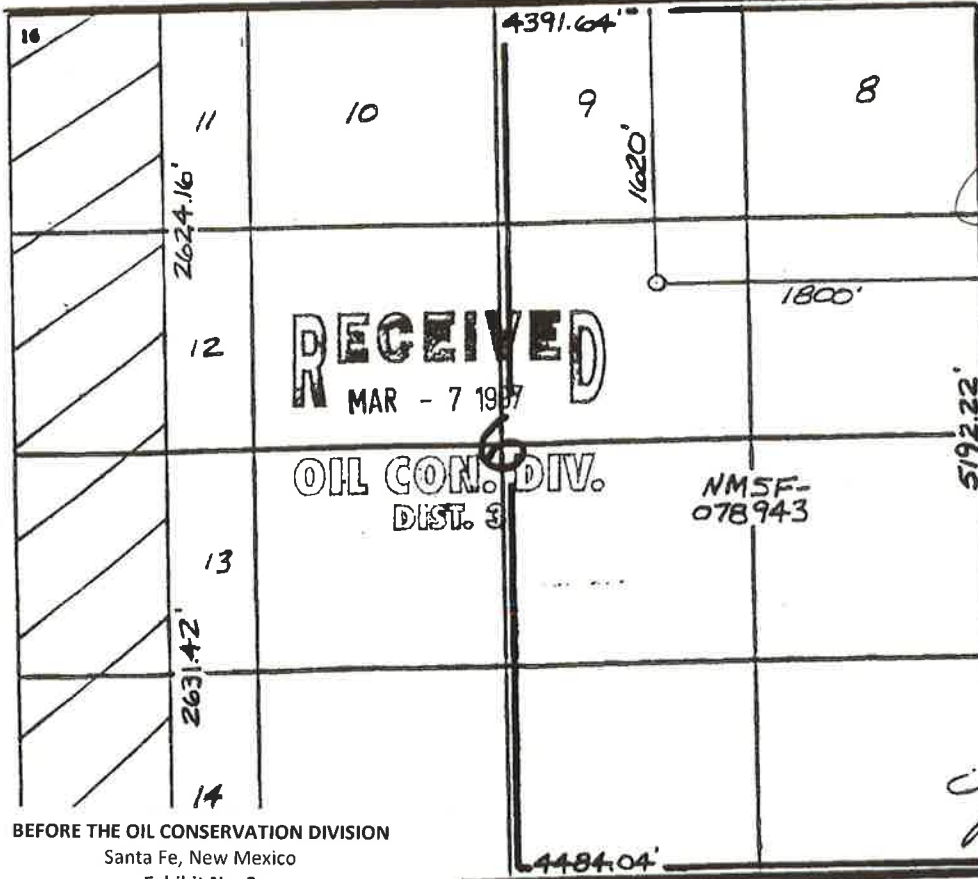 16
4391.64'
11
10
9
8
1620'
2624.16'
1800'
12
RECEIVED
MAR - 7 1997
6
5192.22'
OIL CON. DIV.
DIST. 3
NMSF-
078943
13
2631.42'
14
BEFORE THE OIL CONSERVATION DIVISION
Santa Fe, New Mexico
4484.04'